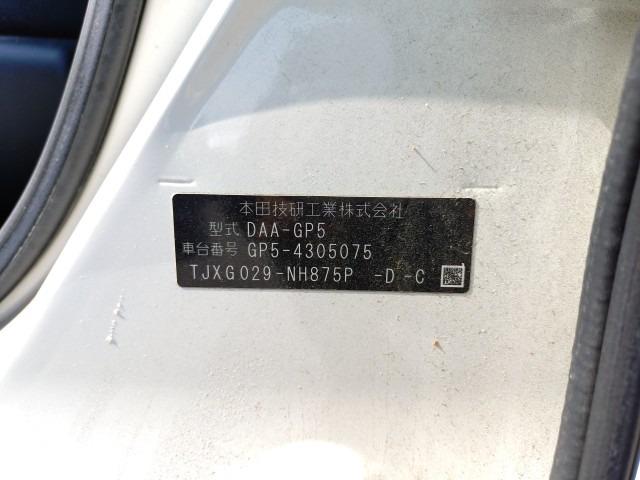 本田技研工業株式会社
型式 DAA-GP5
車台番号 GP5-4305075
TJXG029-NH875P -D -C